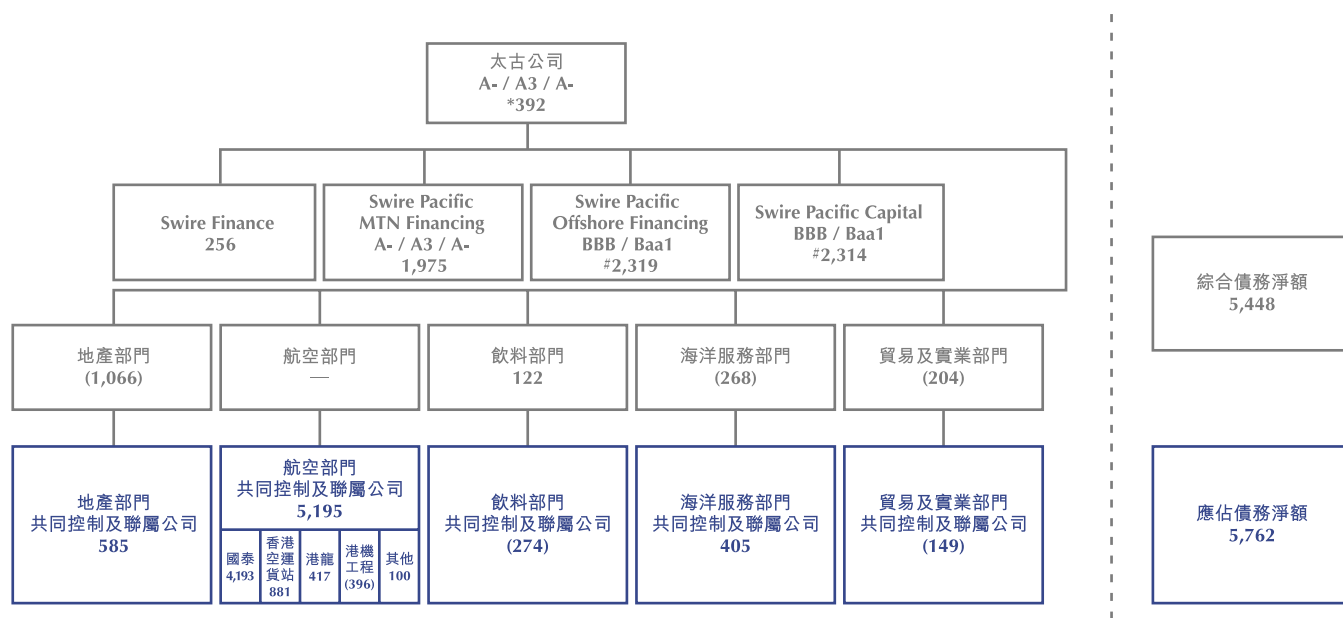 太古公司
A- / A3 / A-
*392
Swire Finance
256
Swire Pacific
MTN Financing
A- / A3 / A-
1,975
Swire Pacific
Offshore Financing
BBB / Baa1
#2,319
Swire Pacific Capital
BBB / Baa1
#2,314
綜合債務淨額
5,448
地產部門
(1,066)
航空部門
—
飲料部門
122
海洋服務部門
(268)
貿易及實業部門
(204)
地產部門
共同控制及聯屬公司
585
航空部門
共同控制及聯屬公司
5,195
國泰
4,193
香港
空運
貨站
881
港龍
417
港機
工程
(396)
其他
100
飲料部門
共同控制及聯屬公司
(274)
海洋服務部門
共同控制及聯屬公司
405
貿易及實業部門
共同控制及聯屬公司
(149)
應佔債務淨額
5,762